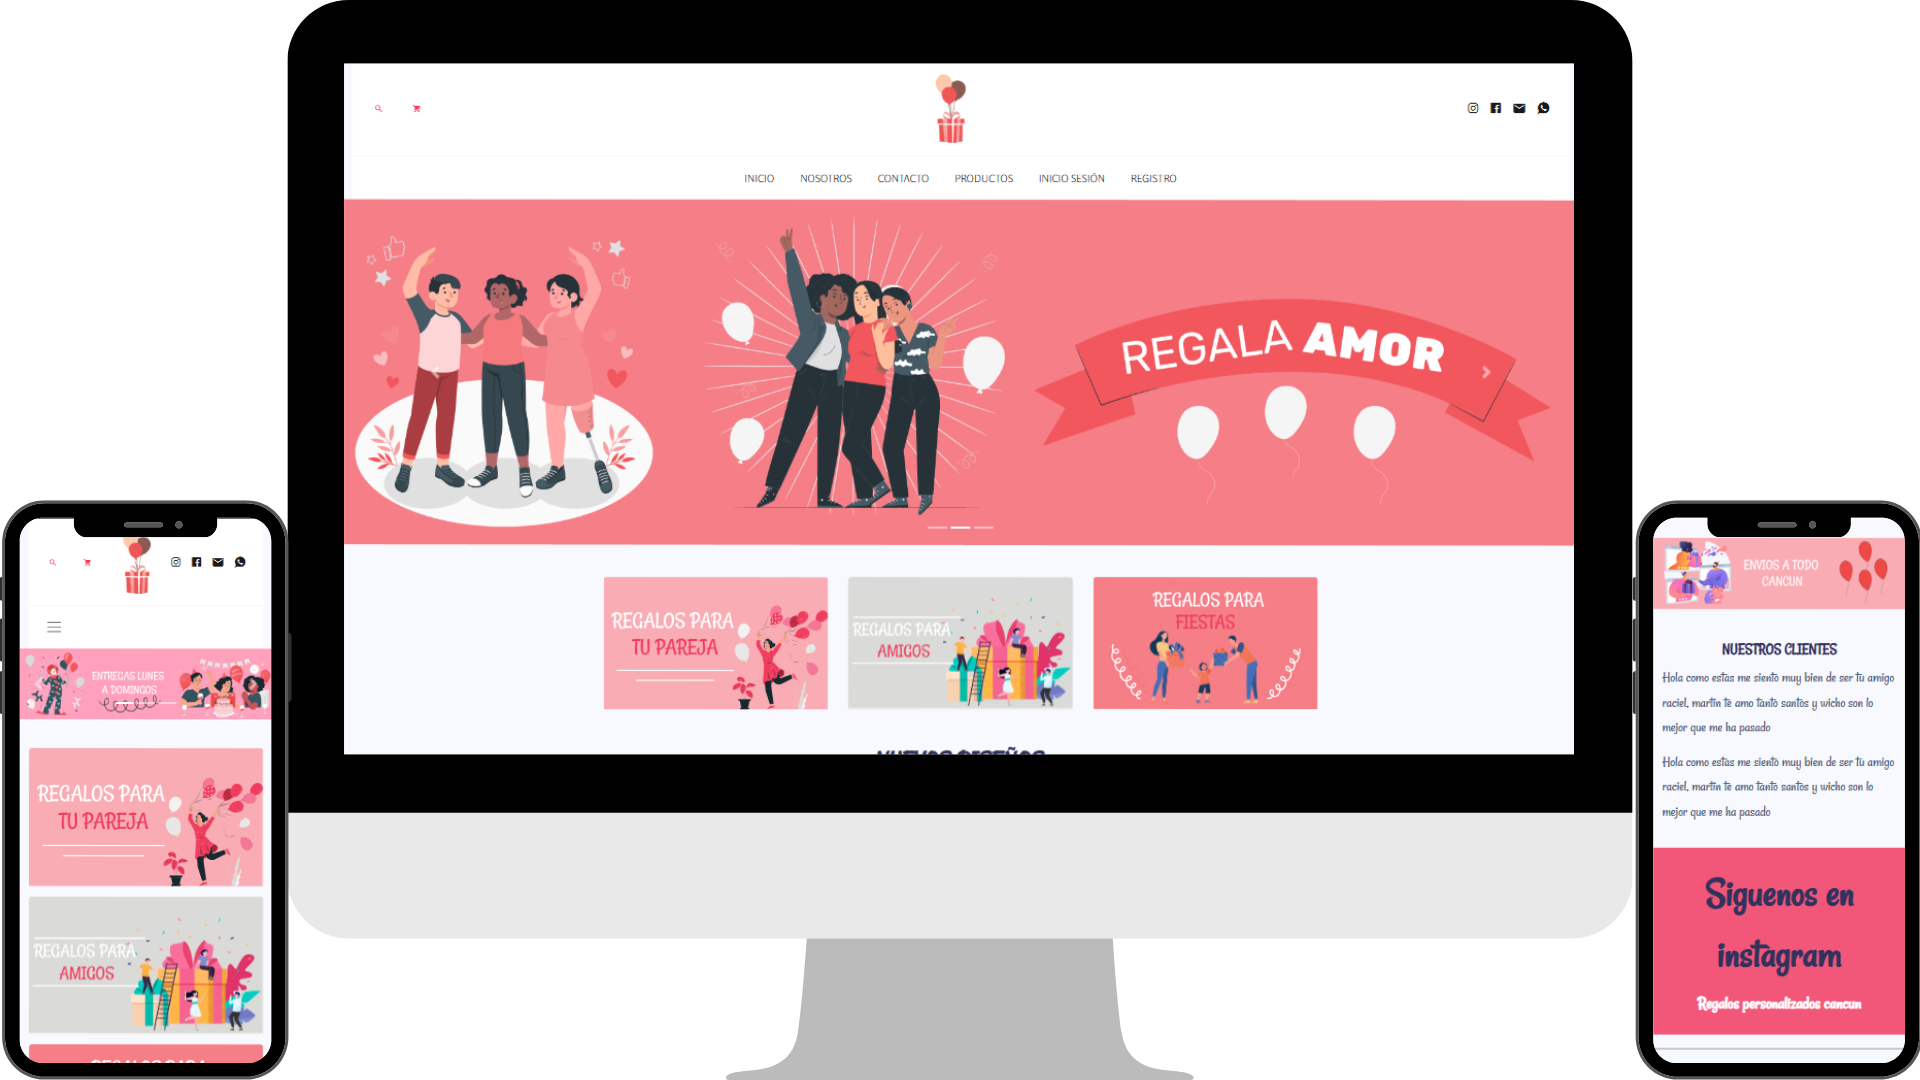 INICIO NOSOTROS CONTACTO PRODUCTOS INICIO SESIÓN REGISTRO
REGALA AMOR
REGALOS PARA
TU PAREJA
REGALOS PARA
AMIGOS
REGALOS PARA
FIESTAS
NUEVOS DISEÑOS
ENTREGAS LUNES
A DOMINGOS
REGALOS PARA
TU PAREJA
REGALOS PARA
AMIGOS
REGALOS PARA
ENVIOS A TODO
CANCUN
NUESTROS CLIENTES
Hola como estas me siento muy bien de ser tu amigo
raciel, martin te amo tanto santos y wicho son lo
mejor que me ha pasado
Hola como estas me siento muy bien de ser tu amigo
raciel, martin te amo tanto santos y wicho son lo
mejor que me ha pasado
Siguenos en
instagram
Regalos personalizados cancun